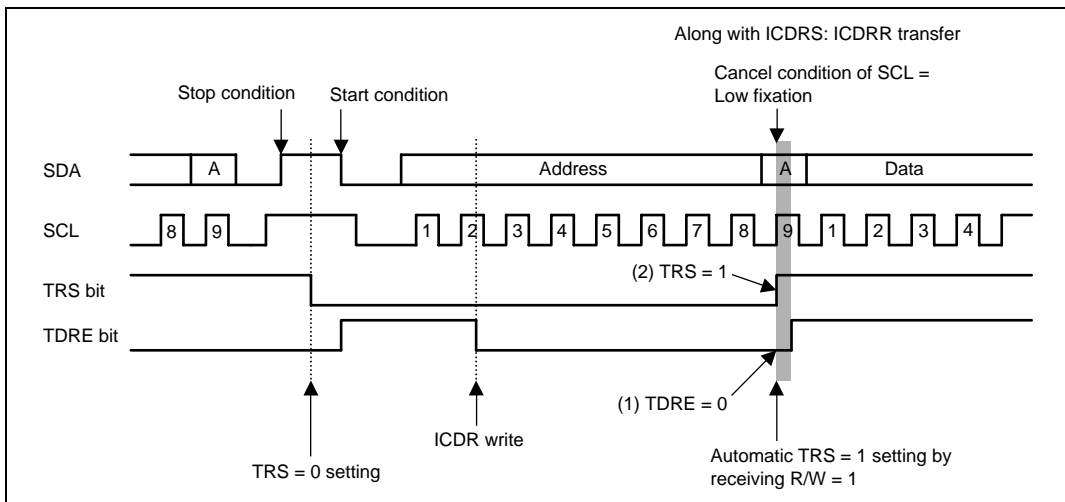 Along with ICDRS: ICDRR transfer
Cancel condition of SCL =
Low fixation
Stop condition
Start condition
SDA
A
Address
A
Data
SCL
8 9 1 2 3 4 5 6 7 8 9 1 2 3 4
(2) TRS = 1
TRS bit
TDRE bit
(1) TDRE = 0
ICDR write
TRS = 0 setting
Automatic TRS = 1 setting by
receiving R/W = 1